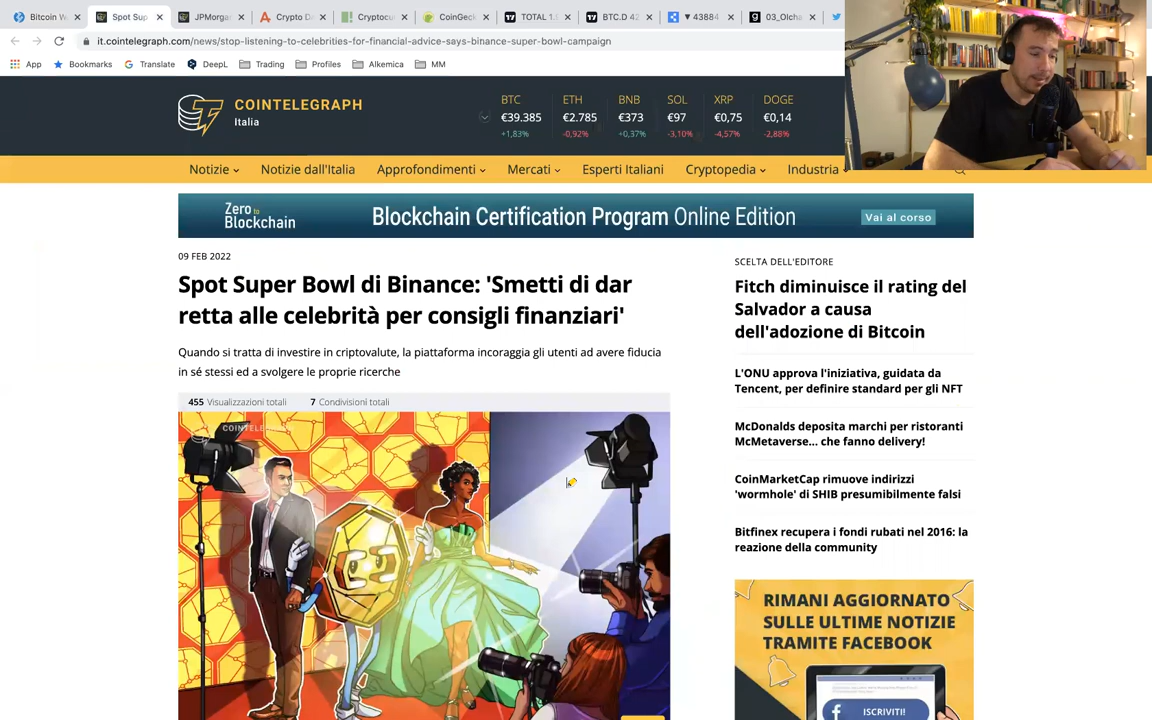 Bitcoin W
Spot Sup
JPMorga
Crypto Da
Cryptocu
CoinGeck
TOTAL 1.
BTC.D 42
43884
03_Olcha
it.cointelegraph.com/news/stop-listening-to-celebrities-for-financial-advice-says-binance-super-bowl-campaign
App
Bookmarks
Translate
DeepL
Trading
Profiles
Alkemica
MM
COINTELEGRAPH
Italia
BTC
€39.385
+1,83%
ETH
€2.785
-0,92%
BNB
€373
+0,37%
SOL
€97
-3,10%
XRP
€0,75
-4,57%
DOGE
€0,14
-2,88%
Notizie
Notizie dall'Italia
Approfondimenti
Mercati
Esperti Italiani
Cryptopedia
Industria
Zero to
Blockchain
Blockchain Certification Program Online Edition
Vai al corso
09 FEB 2022
Spot Super Bowl di Binance: 'Smetti di dar
retta alle celebrità per consigli finanziari'
Quando si tratta di investire in criptovalute, la piattaforma incoraggia gli utenti ad avere fiducia
in sé stessi ed a svolgere le proprie ricerche
455 Visualizzazioni totali
7 Condivisioni totali
SCELTA DELL'EDITORE
Fitch diminuisce il rating del
Salvador a causa
dell'adozione di Bitcoin
L'ONU approva l'iniziativa, guidata da
Tencent, per definire standard per gli NFT
McDonalds deposita marchi per ristoranti
McMetaverse... che fanno delivery!
CoinMarketCap rimuove indirizzi
'wormhole' di SHIB presumibilmente falsi
Bitfinex recupera i fondi rubati nel 2016: la
reazione della community
RIMANI AGGIORNATO
SULLE ULTIME NOTIZIE
TRAMITE FACEBOOK
ISCRIVITI!